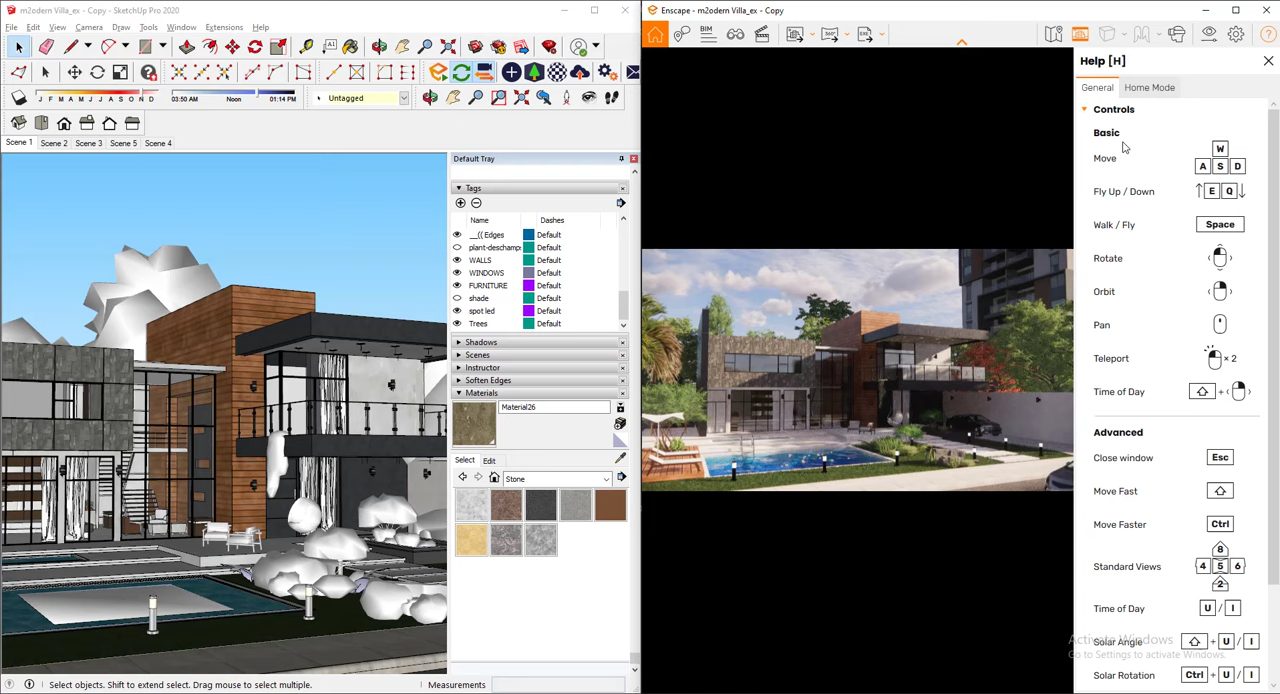 m2odern Villa_ex - Copy - SketchUp Pro 2020
File Edit View Camera Draw Tools Window Extensions Help
J F M A M J J A S O N D
03:50 AM Noon 01:14 PM
Untagged
Scene 1 Scene 2 Scene 3 Scene 5 Scene 4
Default Tray
Tags
Name Dashes
__(( Edges Default
plant-deschamps Default
WALLS Default
WINDOWS Default
FURNITURE Default
shade Default
spot led Default
Trees Default
Shadows
Scenes
Instructor
Soften Edges
Materials
Material26
Select Edit
Stone
Select objects. Shift to extend select. Drag mouse to select multiple.
Measurements
Enscape - m2odern Villa_ex - Copy
BIM
360°
EXE
Help [H]
General Home Mode
Controls
Basic
Move W A S D
Fly Up / Down E Q
Walk / Fly Space
Rotate
Orbit
Pan
Teleport × 2
Time of Day +
Advanced
Close window Esc
Move Fast
Move Faster Ctrl
Standard Views 8 4 5 6 2
Time of Day U / I
Activate Windows
Solar Angle + U / I
Go to Settings to activate Windows.
Solar Rotation Ctrl + U / I